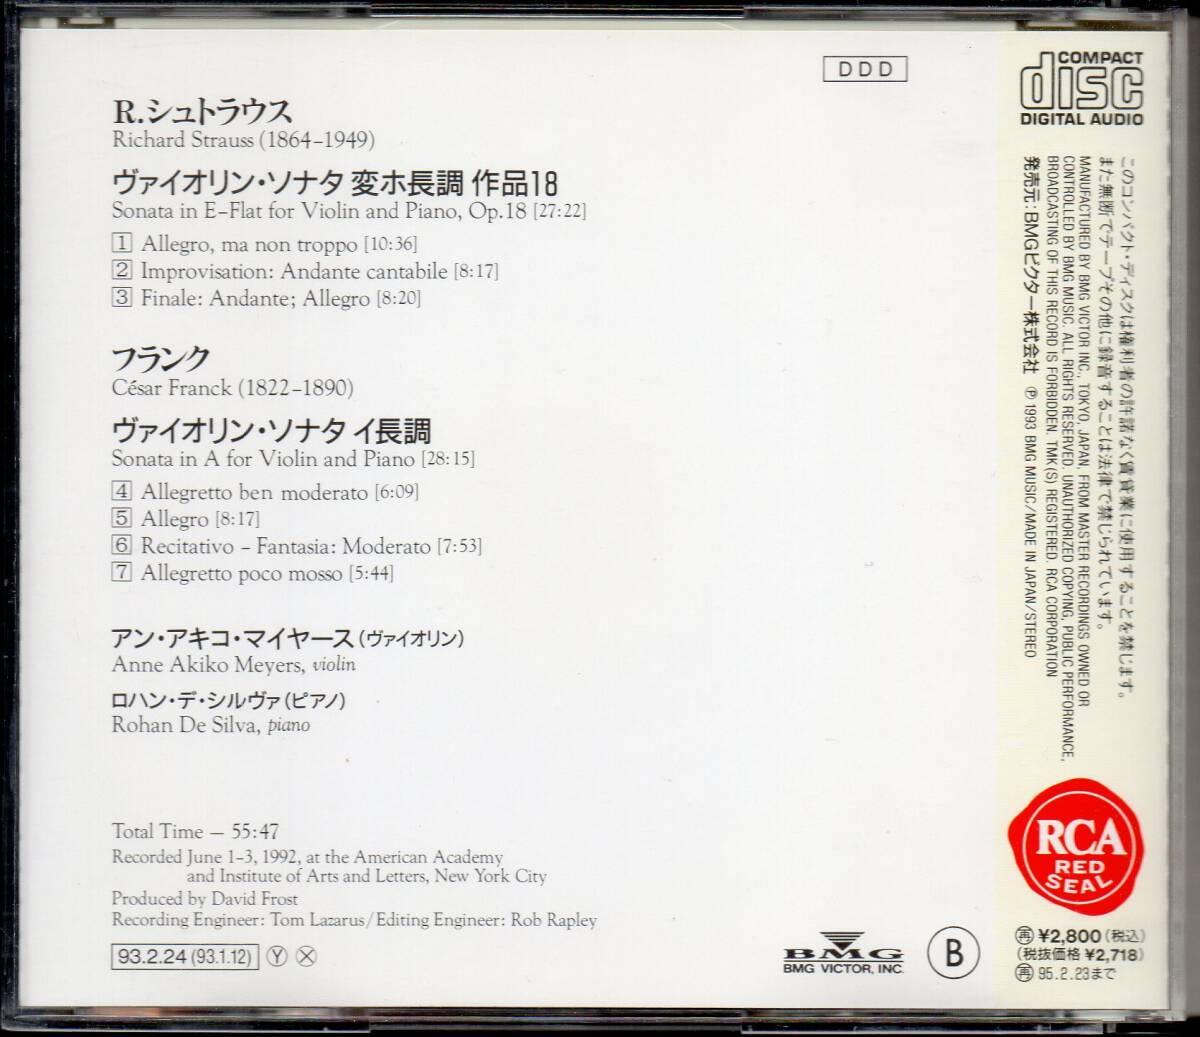 DDD
R.シュトラウス
Richard Strauss (1864–1949)
ヴァイオリン・ソナタ 変ホ長調 作品18
Sonata in E–Flat for Violin and Piano, Op.18 [27:22]
1 Allegro, ma non troppo [10:36]
2 Improvisation: Andante cantabile [8:17]
3 Finale: Andante; Allegro [8:20]
フランク
César Franck (1822–1890)
ヴァイオリン・ソナタ イ長調
Sonata in A for Violin and Piano [28:15]
4 Allegretto ben moderato [6:09]
5 Allegro [8:17]
6 Recitativo – Fantasia: Moderato [7:53]
7 Allegretto poco mosso [5:44]
アン・アキコ・マイヤース(ヴァイオリン)
Anne Akiko Meyers, violin
ロハン・デ・シルヴァ(ピアノ)
Rohan De Silva, piano
Total Time — 55:47
Recorded June 1–3, 1992, at the American Academy
and Institute of Arts and Letters, New York City
Produced by David Frost
Recording Engineer: Tom Lazarus/Editing Engineer: Rob Rapley
93.2.24 (93.1.12) Ⓨ Ⓧ
BMG
BMG VICTOR, INC.
B
COMPACT
disc
DIGITAL AUDIO
このコンパクト・ディスクは権利者の許諾なく賃貸業に使用することを禁じます。
また無断でテープその他に録音することは法律で禁じられています。
MANUFACTURED BY BMG VICTOR INC., TOKYO, JAPAN, FROM MASTER RECORDINGS OWNED OR
CONTROLLED BY BMG MUSIC. ALL RIGHTS RESERVED. UNAUTHORIZED COPYING, PUBLIC PERFORMANCE,
BROADCASTING OF THIS RECORD IS FORBIDDEN. TMK(S) REGISTERED. RCA CORPORATION
発売元:BMGビクター株式会社 ℗ 1993 BMG MUSIC/MADE IN JAPAN/STEREO
RCA
RED
SEAL
㊢ ¥2,800 (税込)
(税抜価格 ¥2,718)
再 95.2.23まで